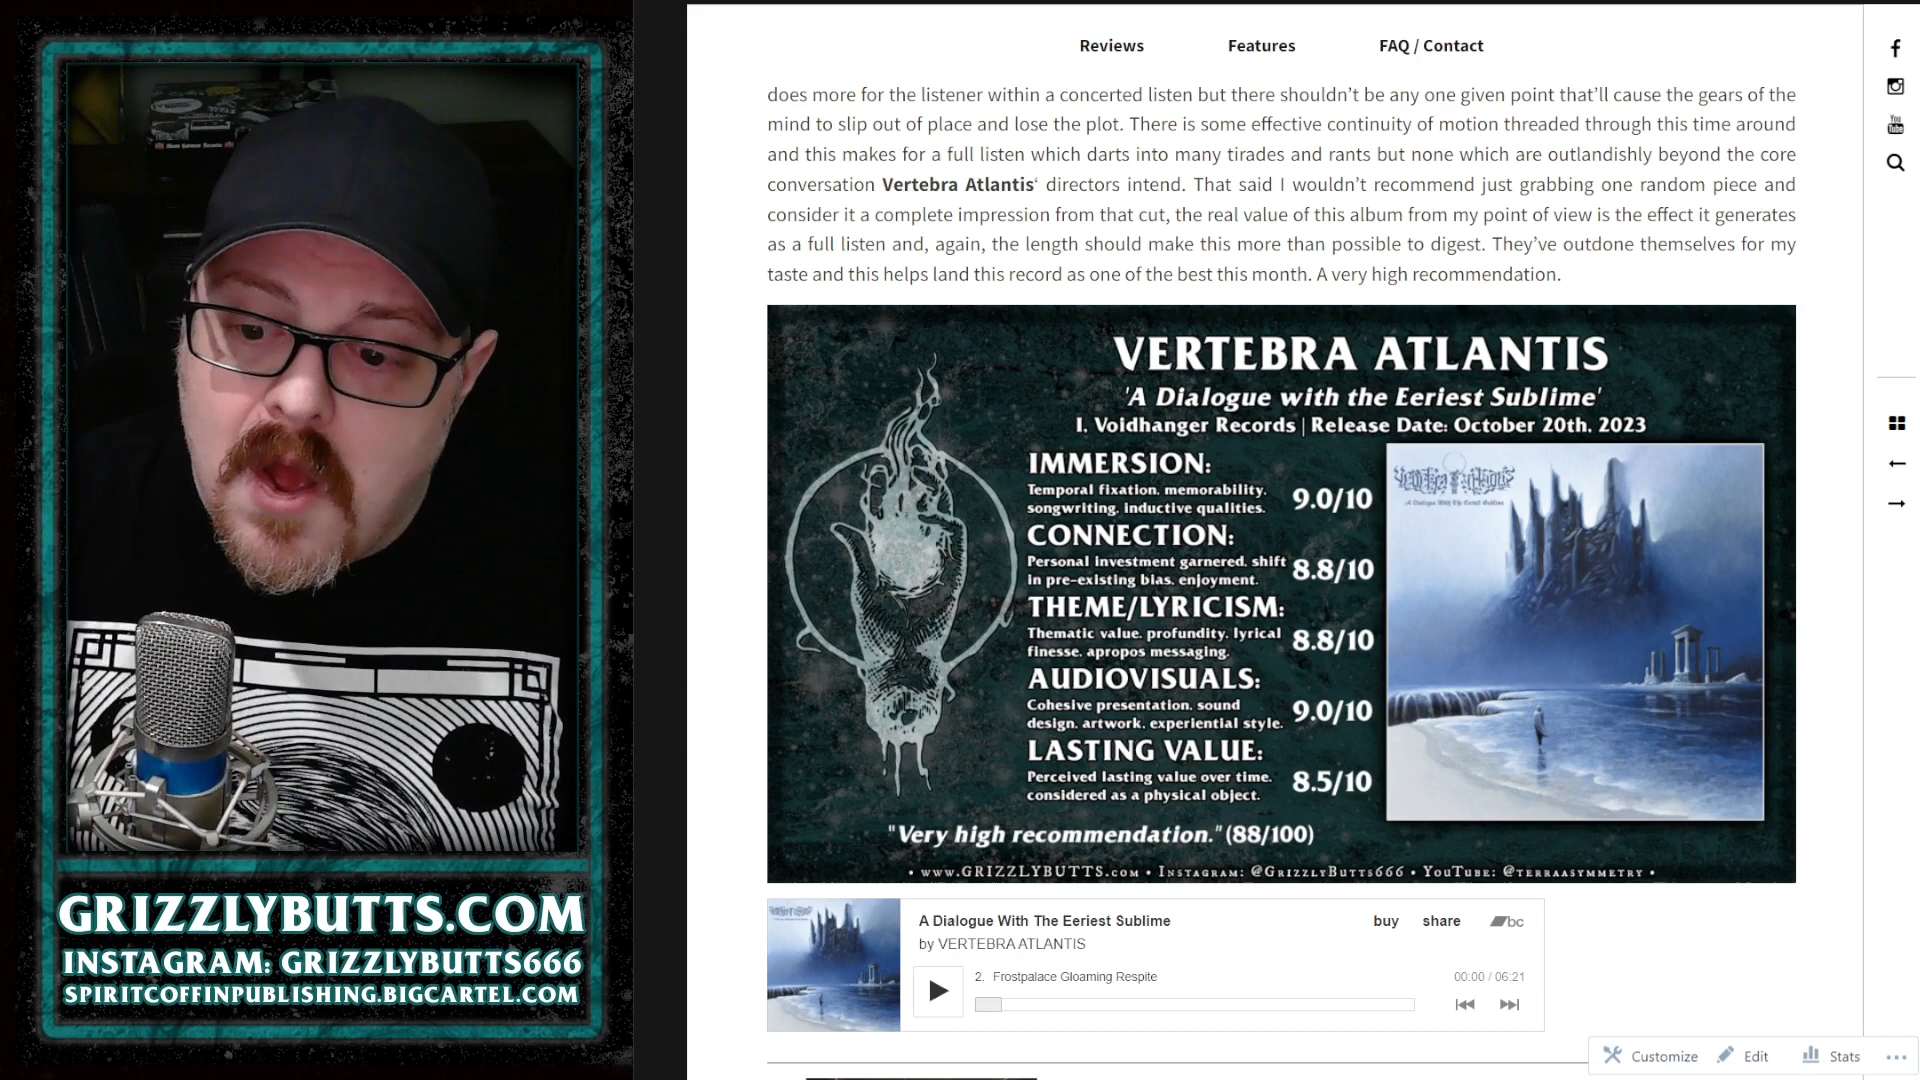 GRIZZLYBUTTS.COM
INSTAGRAM: GRIZZLYBUTTS666
SPIRITCOFFINPUBLISHING.BIGCARTEL.COM
Reviews
Features
FAQ / Contact
does more for the listener within a concerted listen but there shouldn’t be any one given point that’ll cause the gears of the
mind to slip out of place and lose the plot. There is some effective continuity of motion threaded through this time around
and this makes for a full listen which darts into many tirades and rants but none which are outlandishly beyond the core
conversation Vertebra Atlantis‘ directors intend. That said I wouldn’t recommend just grabbing one random piece and
consider it a complete impression from that cut, the real value of this album from my point of view is the effect it generates
as a full listen and, again, the length should make this more than possible to digest. They’ve outdone themselves for my
taste and this helps land this record as one of the best this month. A very high recommendation.
VERTEBRA ATLANTIS
'A Dialogue with the Eeriest Sublime'
I, Voidhanger Records | Release Date: October 20th, 2023
IMMERSION:
Temporal fixation, memorability,
songwriting, inductive qualities.
9.0/10
CONNECTION:
Personal investment garnered, shift
in pre-existing bias, enjoyment.
8.8/10
THEME/LYRICISM:
Thematic value, profundity, lyrical
finesse, apropos messaging.
8.8/10
AUDIOVISUALS:
Cohesive presentation, sound
design, artwork, experiential style.
9.0/10
LASTING VALUE:
Perceived lasting value over time,
considered as a physical object.
8.5/10
"Very high recommendation." (88/100)
• www.GRIZZLYBUTTS.com • Instagram: @GrizzlyButts666 • YouTube: @terraasymmetry •
A Dialogue With The Eeriest Sublime
by VERTEBRA ATLANTIS
buy
share
bc
2. Frostpalace Gloaming Respite
00:00 / 06:21
You
Tube
Customize
Edit
Stats